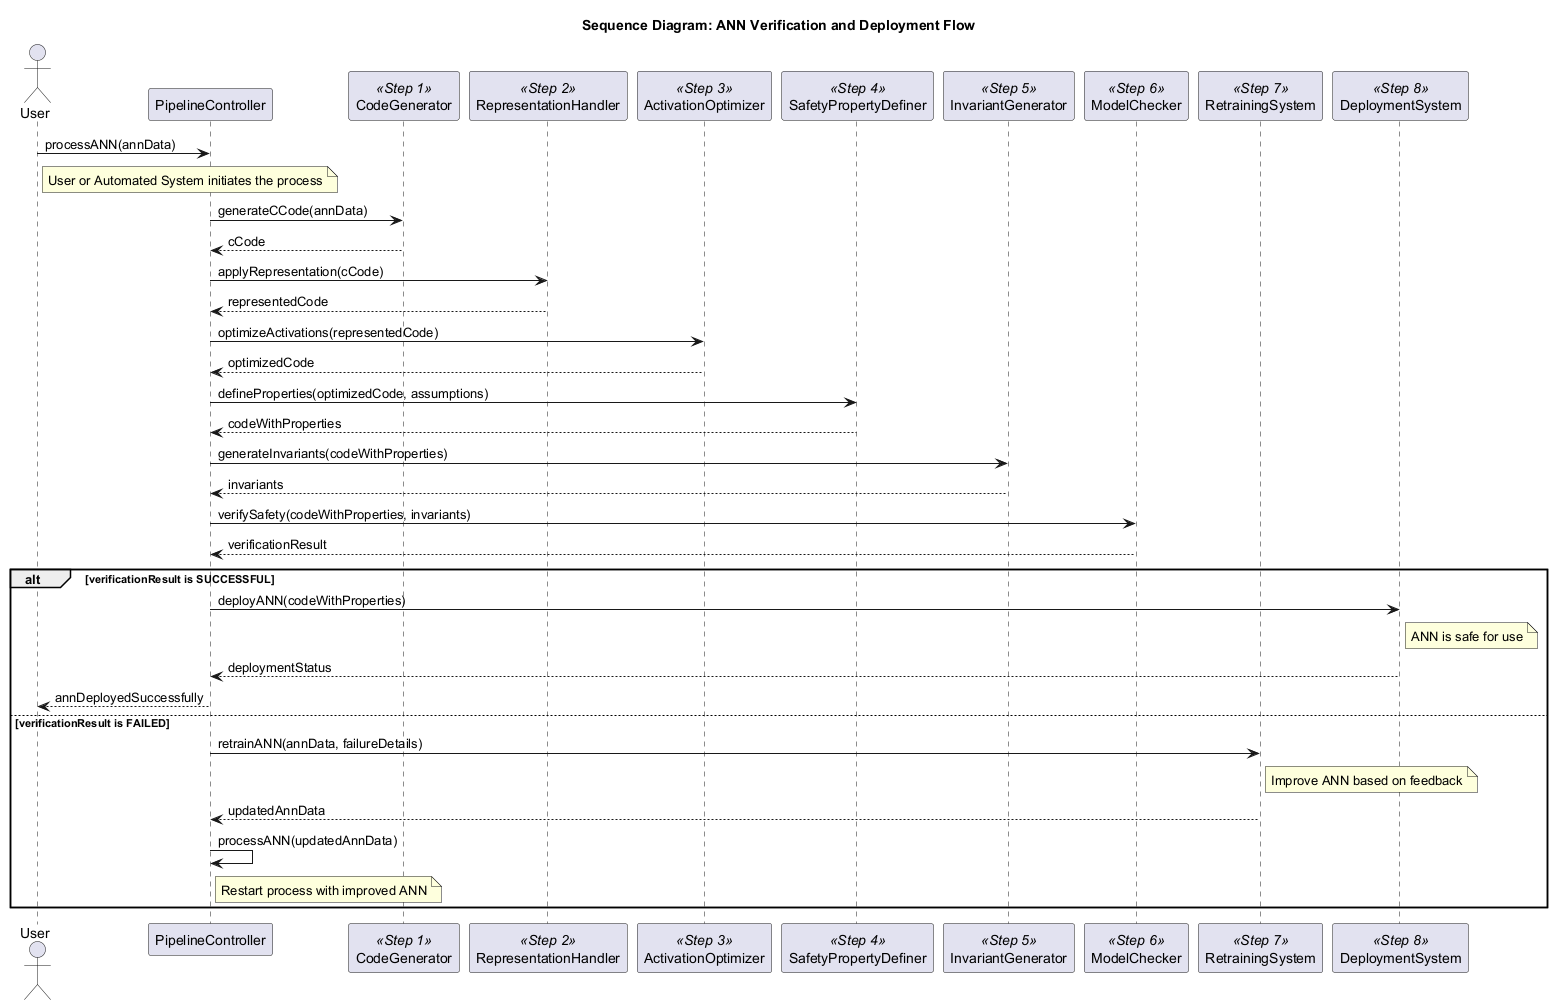 Sequence Diagram: ANN Verification and Deployment Flow
User
PipelineController
«Step 1»
CodeGenerator
«Step 2»
RepresentationHandler
«Step 3»
ActivationOptimizer
«Step 4»
SafetyPropertyDefiner
«Step 5»
InvariantGenerator
«Step 6»
ModelChecker
«Step 7»
RetrainingSystem
«Step 8»
DeploymentSystem
processANN(annData)
User or Automated System initiates the process
generateCCode(annData)
cCode
applyRepresentation(cCode)
representedCode
optimizeActivations(representedCode)
optimizedCode
defineProperties(optimizedCode, assumptions)
codeWithProperties
generateInvariants(codeWithProperties)
invariants
verifySafety(codeWithProperties, invariants)
verificationResult
alt [verificationResult is SUCCESSFUL]
deployANN(codeWithProperties)
ANN is safe for use
deploymentStatus
annDeployedSuccessfully
[verificationResult is FAILED]
retrainANN(annData, failureDetails)
Improve ANN based on feedback
updatedAnnData
processANN(updatedAnnData)
Restart process with improved ANN
User
PipelineController
«Step 1»
CodeGenerator
«Step 2»
RepresentationHandler
«Step 3»
ActivationOptimizer
«Step 4»
SafetyPropertyDefiner
«Step 5»
InvariantGenerator
«Step 6»
ModelChecker
«Step 7»
RetrainingSystem
«Step 8»
DeploymentSystem